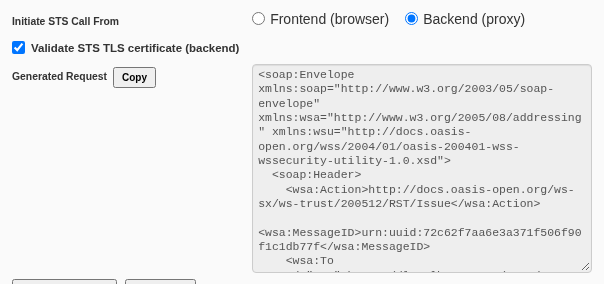 Initiate STS Call From
Frontend (browser)
Backend (proxy)
Validate STS TLS certificate (backend)
Generated Request
Copy
<soap:Envelope
xmlns:soap="http://www.w3.org/2003/05/soap-
envelope"
xmlns:wsa="http://www.w3.org/2005/08/addressing
" xmlns:wsu="http://docs.oasis-
open.org/wss/2004/01/oasis-200401-wss-
wssecurity-utility-1.0.xsd">
<soap:Header>
<wsa:Action>http://docs.oasis-open.org/ws-
sx/ws-trust/200512/RST/Issue</wsa:Action>
<wsa:MessageID>urn:uuid:72c62f7aa6e3a371f506f90
f1c1db77f</wsa:MessageID>
<wsa:To